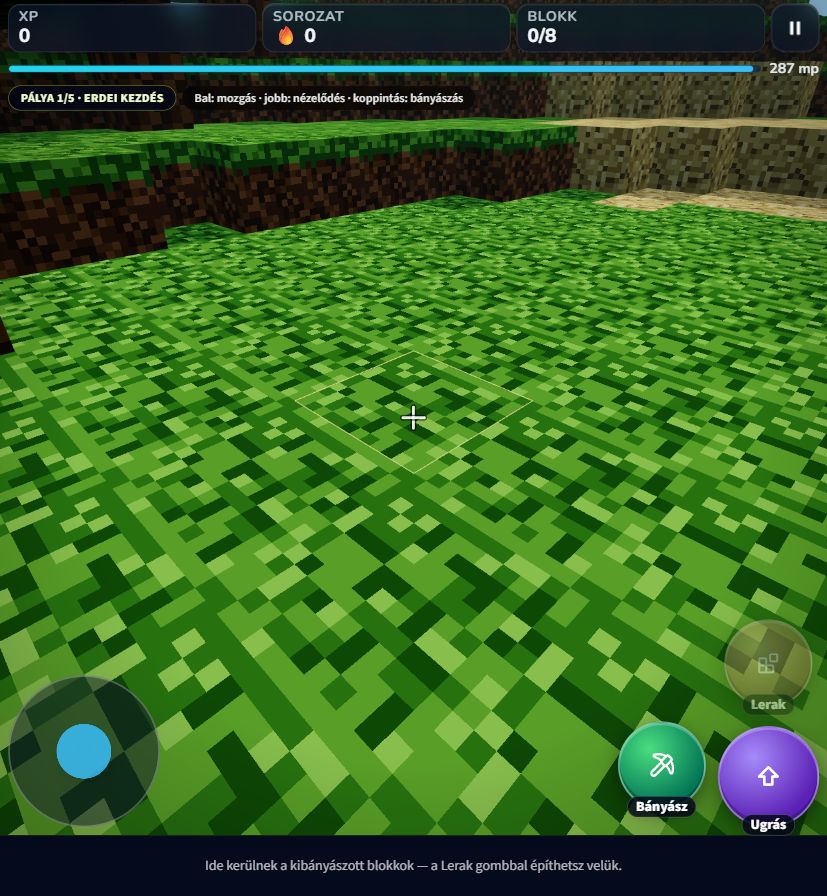 XP
0
SOROZAT
🔥 0
BLOKK
0/8
287 mp
PÁLYA 1/5 · ERDEI KEZDÉS
Bal: mozgás · jobb: nézelődés · koppintás: bányászás
Lerak
Bányász
Ugrás
Ide kerülnek a kibányászott blokkok — a Lerak gombbal építhetsz velük.